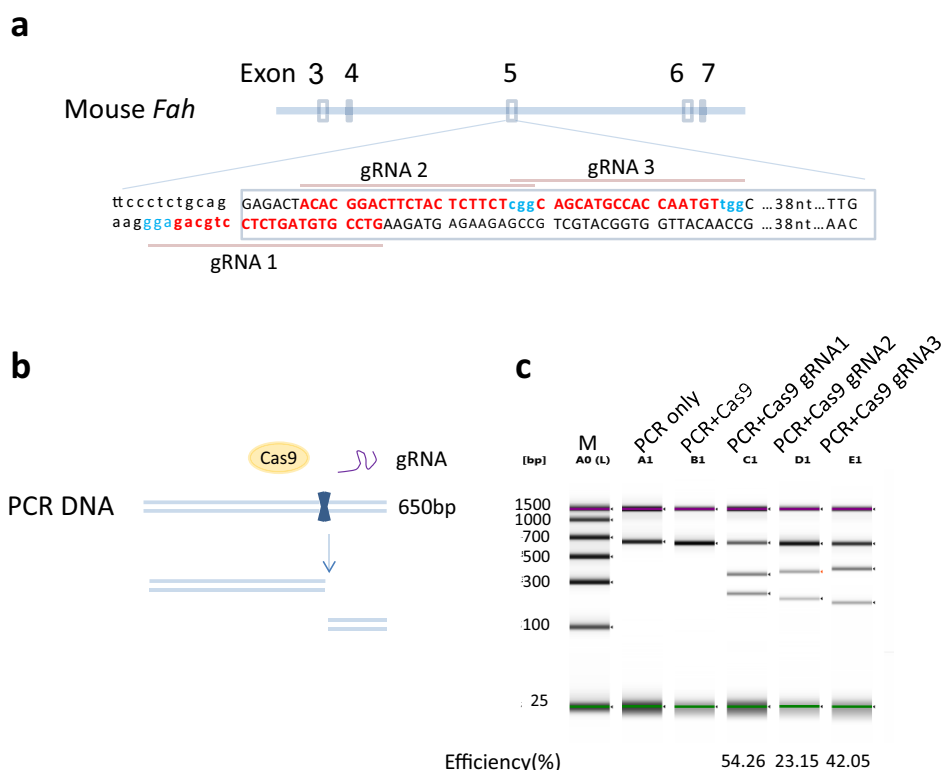 a
Exon 3 4 5 6 7
Mouse Fah
gRNA 2 gRNA 3
ttccctctgcag GAGACTACAC GGACTTCTAC TCTTCTcggC AGCATGCCAC CAATGTtggC …38nt…TTG
aaggggagacgtcc CTCTGATGTGCCTGAAGATG AGAAGAGCCG TCGTACGGTG GTTACAACCG …38nt…AAC
gRNA 1
b
Cas9 gRNA
PCR DNA 650bp
c
PCR only
PCR+Cas9
PCR+Cas9 gRNA1
PCR+Cas9 gRNA2
PCR+Cas9 gRNA3
M
[bp] A0 (L) A1 B1 C1 D1 E1
1500
1000
700
500
300
100
25
Efficiency(%) 54.26 23.15 42.05